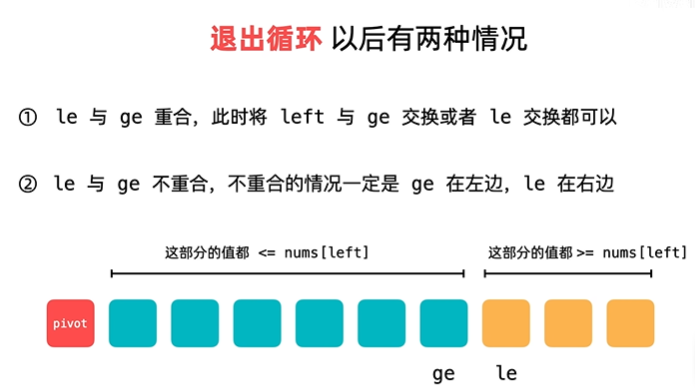 退出循环 以后有两种情况
① le 与 ge 重合，此时将 left 与 ge 交换或者 le 交换都可以
② le 与 ge 不重合，不重合的情况一定是 ge 在左边，le 在右边
这部分的值都 <= nums[left] 这部分的值都 >= nums[left]
pivot
ge le